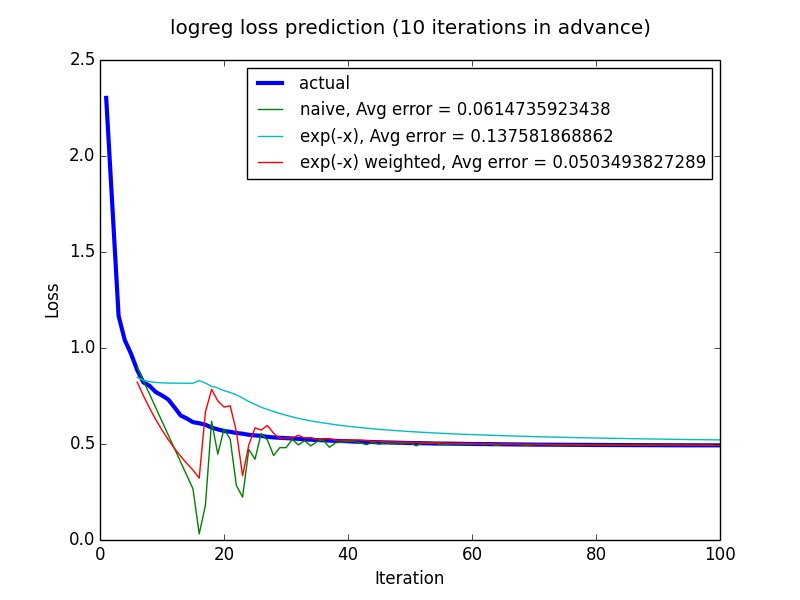 logreg loss prediction (10 iterations in advance)
2.5
2.0
1.5
1.0
0.5
0.0
Loss
actual
naive, Avg error = 0.0614735923438
exp(-x), Avg error = 0.137581868862
exp(-x) weighted, Avg error = 0.0503493827289
0 20 40 60 80 100
Iteration